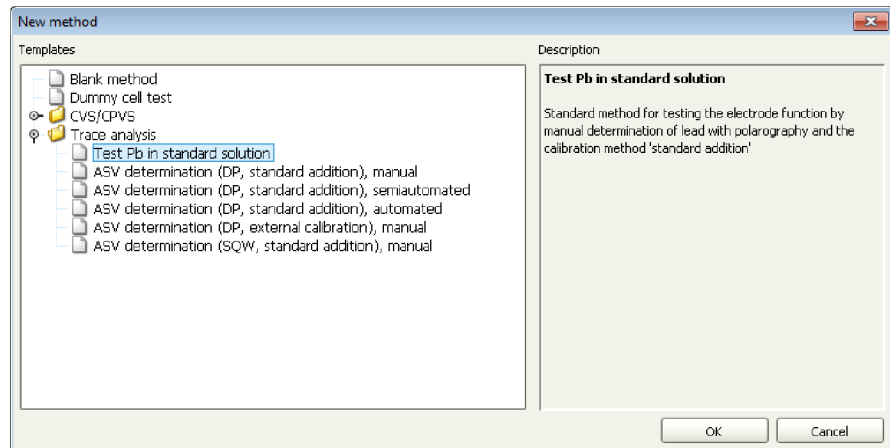 New method
Templates
Description
Blank method
Dummy cell test
CVS/CPVS
Trace analysis
Test Pb in standard solution
ASV determination (DP, standard addition), manual
ASV determination (DP, standard addition), semiautomated
ASV determination (DP, standard addition), automated
ASV determination (DP, external calibration), manual
ASV determination (SQW, standard addition), manual
Test Pb in standard solution
Standard method for testing the electrode function by
manual determination of lead with polarography and the
calibration method 'standard addition'
OK
Cancel